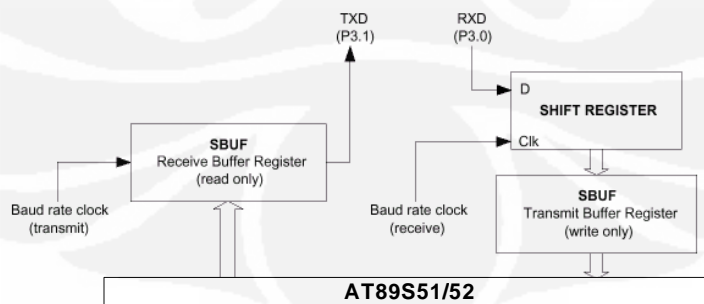 TXD
(P3.1)
RXD
(P3.0)
D
SHIFT REGISTER
Clk
SBUF
Receive Buffer Register
(read only)
Baud rate clock
(transmit)
Baud rate clock
(receive)
SBUF
Transmit Buffer Register
(write only)
AT89S51/52